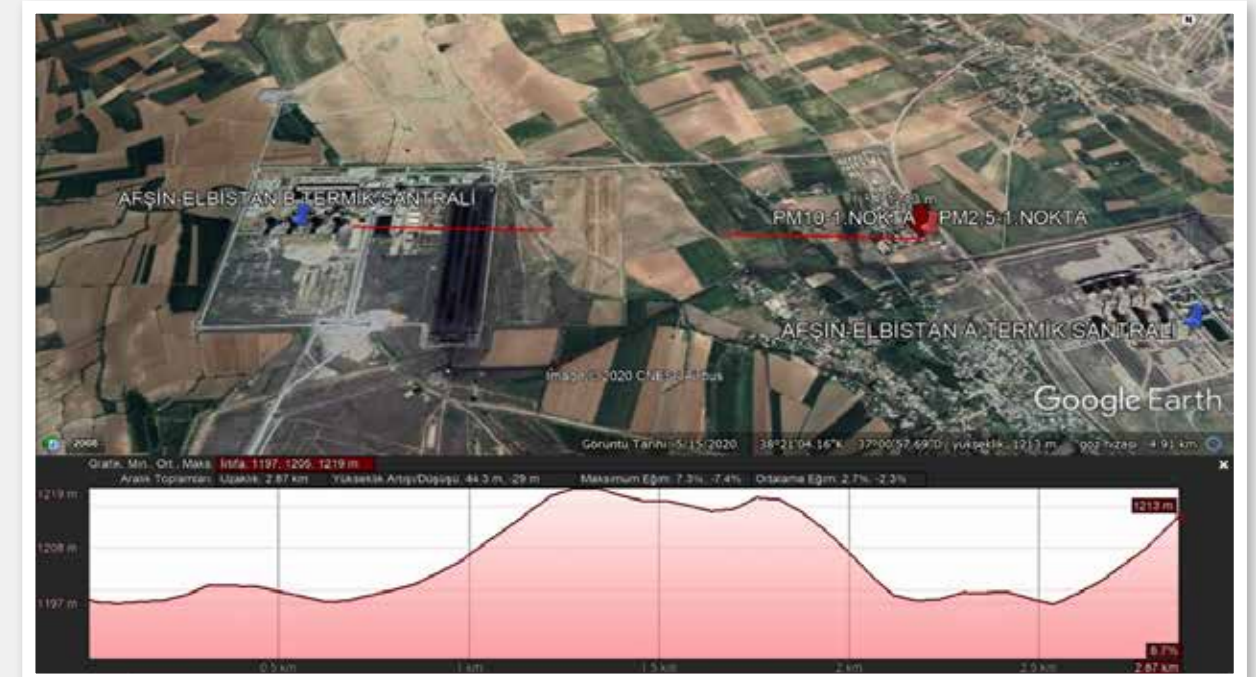 N
AFŞİN-ELBİSTAN B TERMİK SANTRALİ
PM10-1.NOKTA PM2,5-1.NOKTA
AFŞİN-ELBİSTAN A TERMİK SANTRALİ
Image © 2020 CNES / Airbus
Google Earth
Görüntü Tarihi: 5/15/2020 38°21'04.16"K 37°00'57.69"D yükseklik 1213 m göz hizası 4.91 km
Grafik: Min., Ort., Maks. İrtifa: 1197, 1205, 1219 m
Aralık Toplamları: Uzaklık: 2.87 km Yükseklik Artışı/Düşüşü: 44.3 m, -29 m Maksimum Eğim: 7.3%, -7.4% Ortalama Eğim: 2.7%, -2.3%
1219 m
1213 m
1208 m
1197 m
8.7%
0.5 km 1 km 1.5 km 2 km 2.5 km 2.87 km